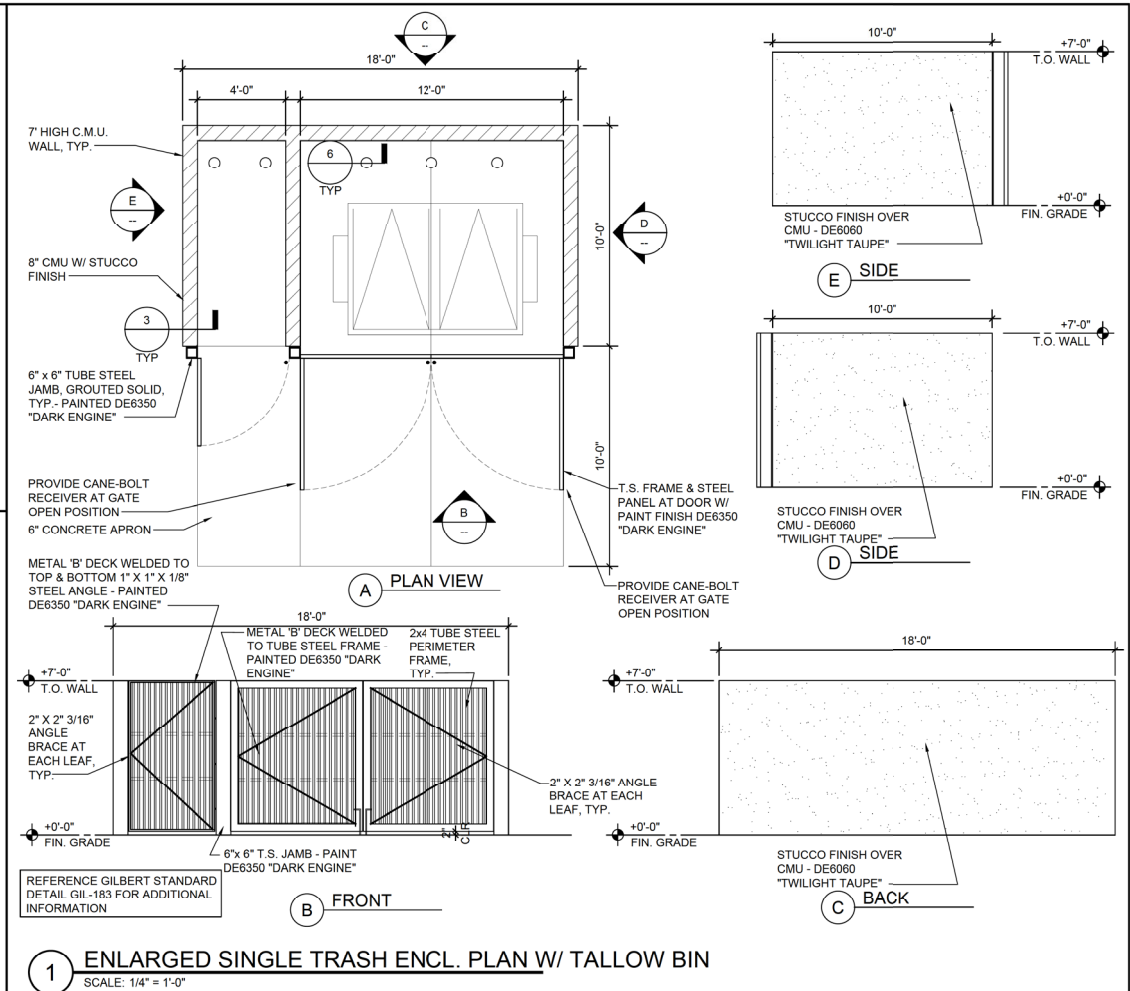 C
--
18'-0"
4'-0"
12'-0"
7' HIGH C.M.U.
WALL, TYP.
6
TYP
E
--
D
--
10'-0"
8" CMU W/ STUCCO
FINISH
3
TYP
6" x 6" TUBE STEEL
JAMB, GROUTED SOLID,
TYP.- PAINTED DE6350
"DARK ENGINE"
10'-0"
PROVIDE CANE-BOLT
RECEIVER AT GATE
OPEN POSITION
6" CONCRETE APRON
T.S. FRAME & STEEL
PANEL AT DOOR W/
PAINT FINISH DE6350
"DARK ENGINE"
B
--
PROVIDE CANE-BOLT
RECEIVER AT GATE
OPEN POSITION
A PLAN VIEW
10'-0"
+7'-0"
T.O. WALL
+0'-0"
FIN. GRADE
STUCCO FINISH OVER
CMU - DE6060
"TWILIGHT TAUPE"
E SIDE
10'-0"
+7'-0"
T.O. WALL
+0'-0"
FIN. GRADE
STUCCO FINISH OVER
CMU - DE6060
"TWILIGHT TAUPE"
D SIDE
METAL 'B' DECK WELDED TO
TOP & BOTTOM 1" X 1" X 1/8"
STEEL ANGLE - PAINTED
DE6350 "DARK ENGINE"
18'-0"
METAL 'B' DECK WELDED
TO TUBE STEEL FRAME -
PAINTED DE6350 "DARK
ENGINE"
2x4 TUBE STEEL
PERIMETER
FRAME,
TYP.
+7'-0"
T.O. WALL
2" X 2" 3/16"
ANGLE
BRACE AT
EACH LEAF,
TYP.
2" X 2" 3/16" ANGLE
BRACE AT EACH
LEAF, TYP.
+0'-0"
FIN. GRADE
2"
CLR
6"x 6" T.S. JAMB - PAINT
DE6350 "DARK ENGINE"
REFERENCE GILBERT STANDARD
DETAIL GIL-183 FOR ADDITIONAL
INFORMATION
B FRONT
18'-0"
+7'-0"
T.O. WALL
+0'-0"
FIN. GRADE
STUCCO FINISH OVER
CMU - DE6060
"TWILIGHT TAUPE"
C BACK
1 ENLARGED SINGLE TRASH ENCL. PLAN W/ TALLOW BIN
SCALE: 1/4" = 1'-0"